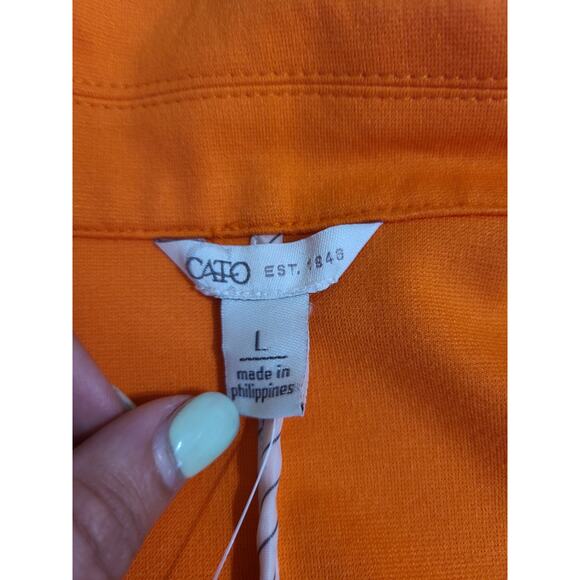 CATO EST. 1946
L
made in
philippines